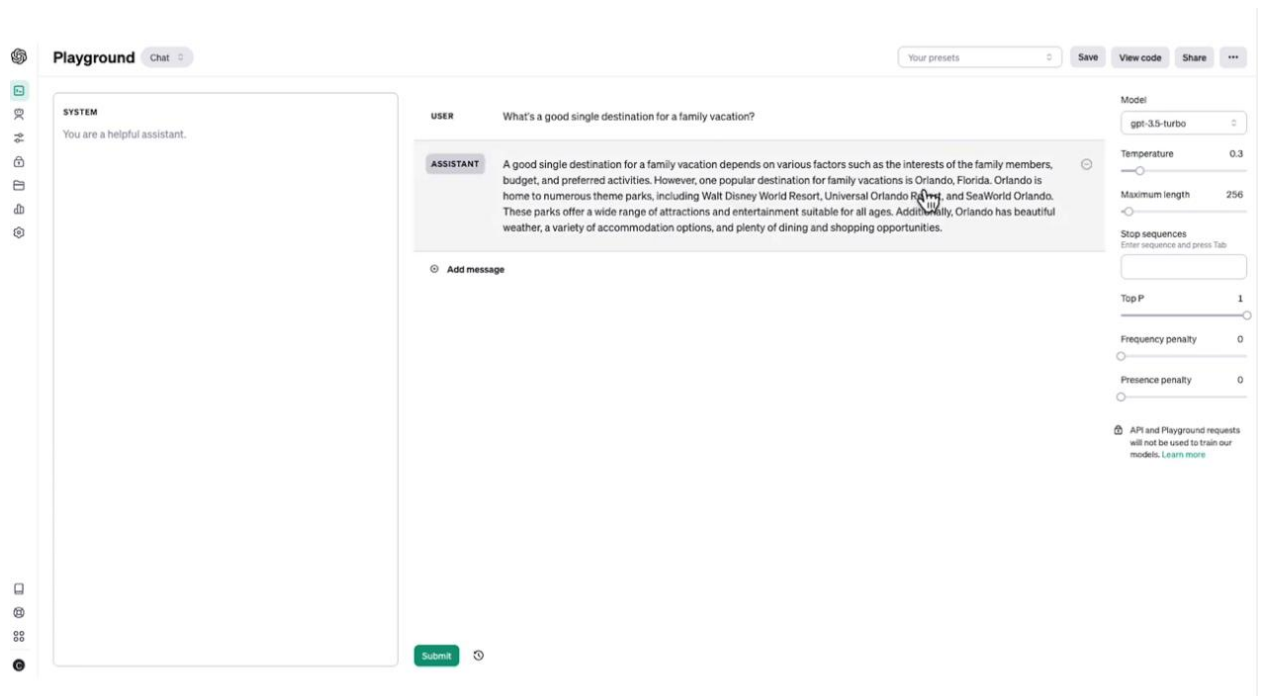 Playground
Chat
Your presets
Save
View code
Share
SYSTEM
You are a helpful assistant.
USER
What's a good single destination for a family vacation?
ASSISTANT
A good single destination for a family vacation depends on various factors such as the interests of the family members,
budget, and preferred activities. However, one popular destination for family vacations is Orlando, Florida. Orlando is
home to numerous theme parks, including Walt Disney World Resort, Universal Orlando Resort, and SeaWorld Orlando.
These parks offer a wide range of attractions and entertainment suitable for all ages. Additionally, Orlando has beautiful
weather, a variety of accommodation options, and plenty of dining and shopping opportunities.
Add message
Submit
Model
gpt-3.5-turbo
Temperature 0.3
Maximum length 256
Stop sequences
Enter sequence and press Tab
Top P 1
Frequency penalty 0
Presence penalty 0
API and Playground requests
will not be used to train our
models. Learn more